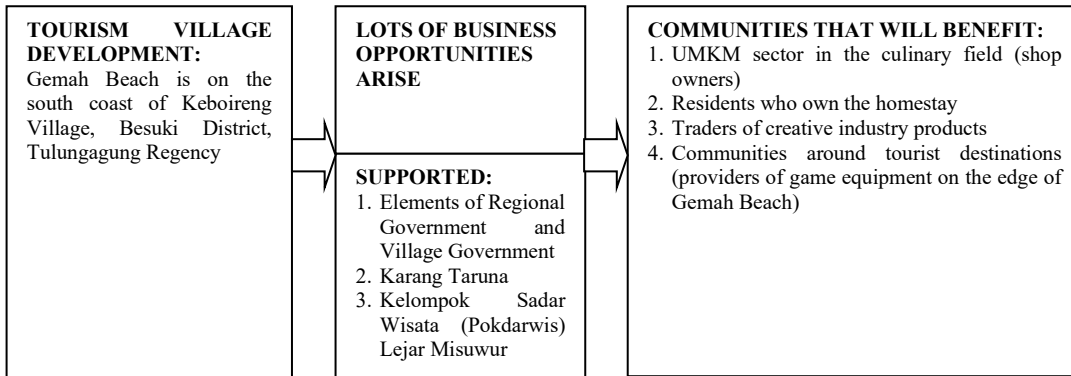 TOURISM VILLAGE
DEVELOPMENT:
Gemah Beach is on the
south coast of Keboireng
Village, Besuki District,
Tulungagung Regency
LOTS OF BUSINESS
OPPORTUNITIES
ARISE
SUPPORTED:
1. Elements of Regional
Government and
Village Government
2. Karang Taruna
3. Kelompok Sadar
Wisata (Pokdarwis)
Lejar Misuwur
COMMUNITIES THAT WILL BENEFIT:
1. UMKM sector in the culinary field (shop
owners)
2. Residents who own the homestay
3. Traders of creative industry products
4. Communities around tourist destinations
(providers of game equipment on the edge of
Gemah Beach)